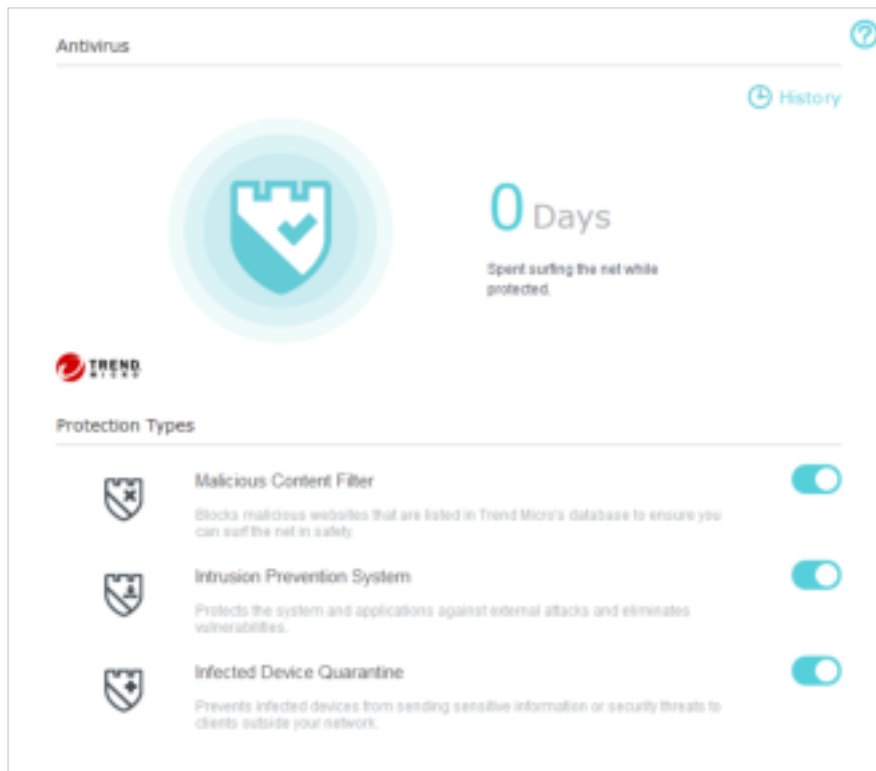 Antivirus
?
History
0 Days
Spent surfing the net while
protected.
TREND
MICRO
Protection Types
Malicious Content Filter
Blocks malicious websites that are listed in Trend Micro's database to ensure you
can surf the net in safety.
Intrusion Prevention System
Protects the system and applications against external attacks and eliminates
vulnerabilities.
Infected Device Quarantine
Prevents infected devices from sending sensitive information or security threats to
clients outside your network.